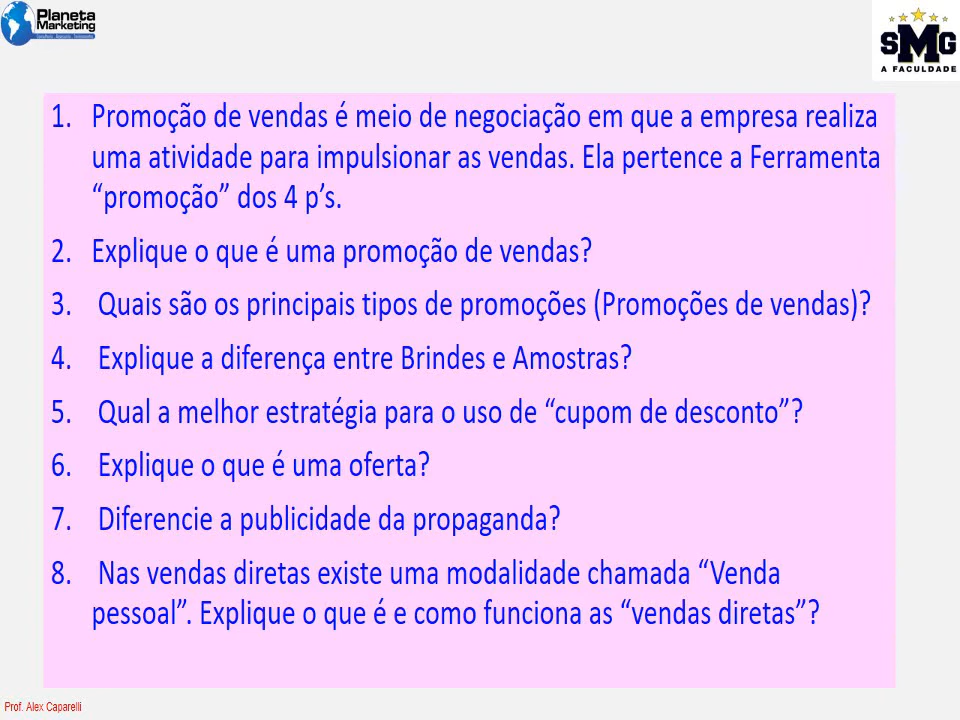 Planeta
Marketing
SMG
A FACULDADE
1. Promoção de vendas é meio de negociação em que a empresa realiza
uma atividade para impulsionar as vendas. Ela pertence a Ferramenta
“promoção” dos 4 p’s.
2. Explique o que é uma promoção de vendas?
3. Quais são os principais tipos de promoções (Promoções de vendas)?
4. Explique a diferença entre Brindes e Amostras?
5. Qual a melhor estratégia para o uso de “cupom de desconto”?
6. Explique o que é uma oferta?
7. Diferencie a publicidade da propaganda?
8. Nas vendas diretas existe uma modalidade chamada “Venda
pessoal”. Explique o que é e como funciona as “vendas diretas”?
Prof. Alex Caparelli